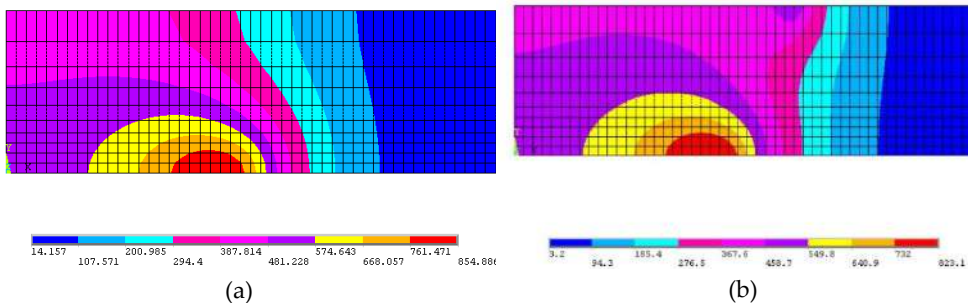 Y
X
Y
14.157 200.985 387.814 574.643 761.471
107.571 294.4 481.228 668.057 854.886
3.2 185.4 367.6 549.8 732
94.3 276.5 458.7 640.9 823.1
(a)
(b)